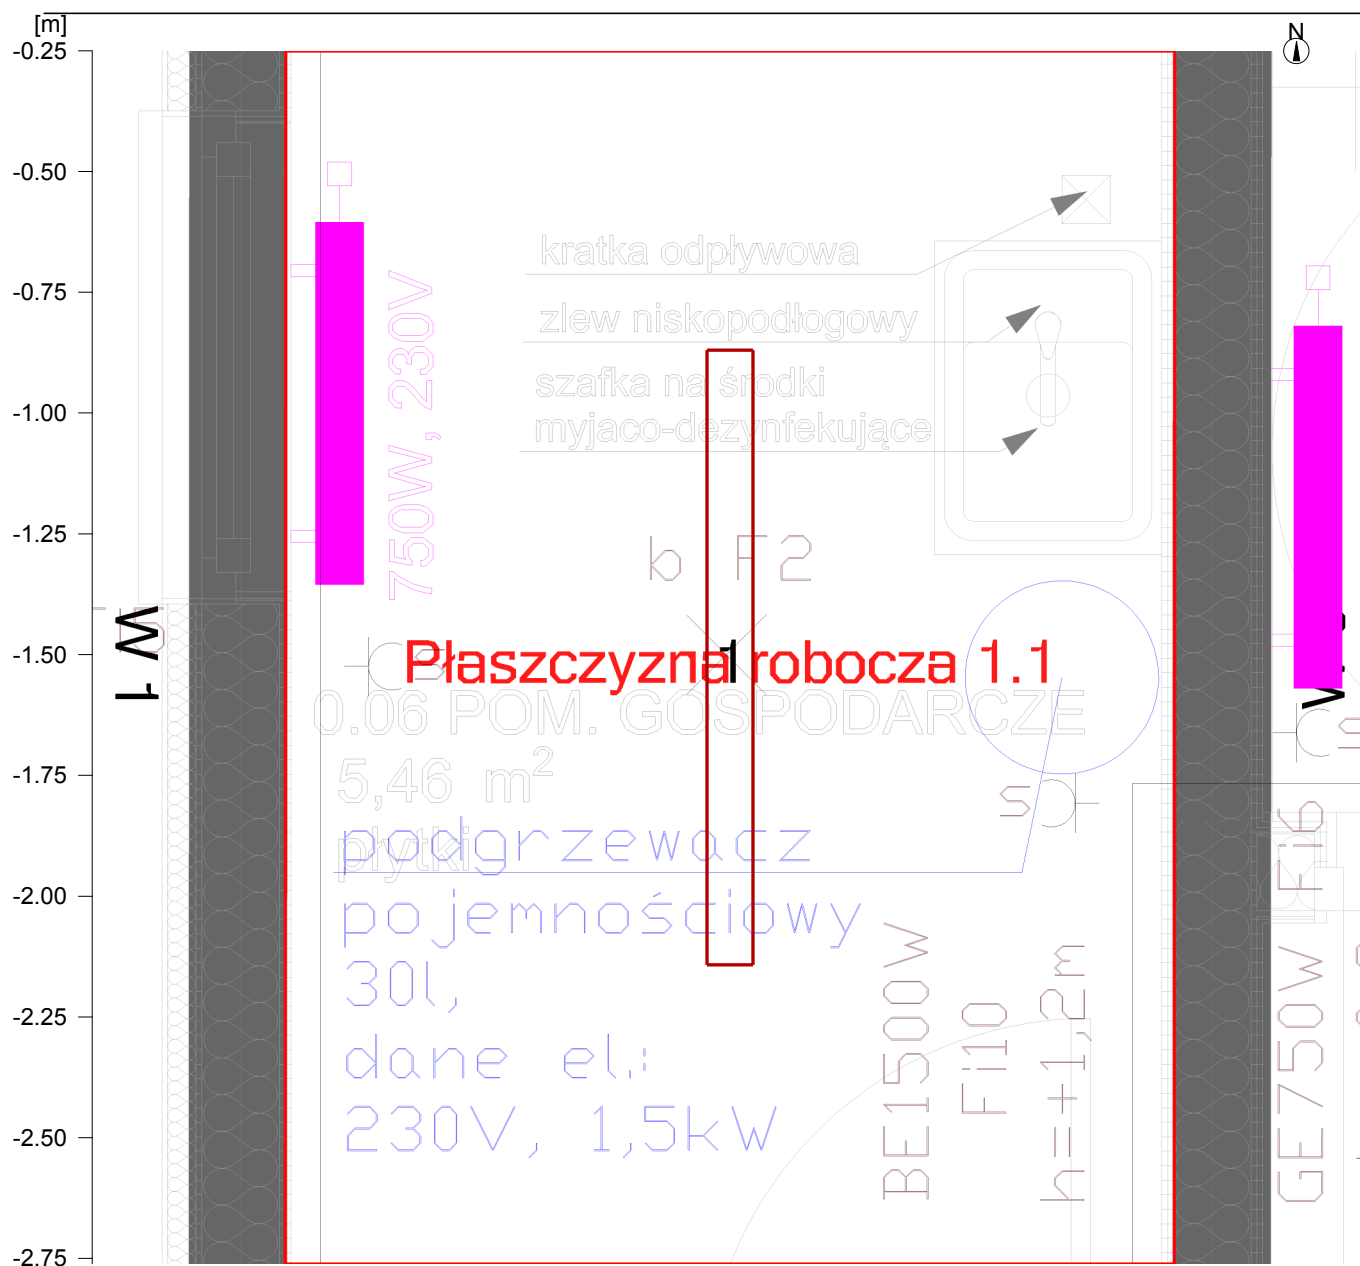 [m]
N
-0.25
-0.50
-0.75
-1.00
-1.25
-1.50
-1.75
-2.00
-2.25
-2.50
-2.75
kratka odpływowa
zlew niskopodłogowy
szafka na środki
myjaco-dezynfekujące
750W, 230V
b F2
1
Płaszczyzna robocza 1.1
0.06 POM. GOSPODARCZE
5,46 m²
płytki
podgrzewacz
pojemnościowy
30l,
dane el.:
230V, 1,5kW
BE1500W
Fi10
h=+1,2m
GE750W Fi6
W 1
s